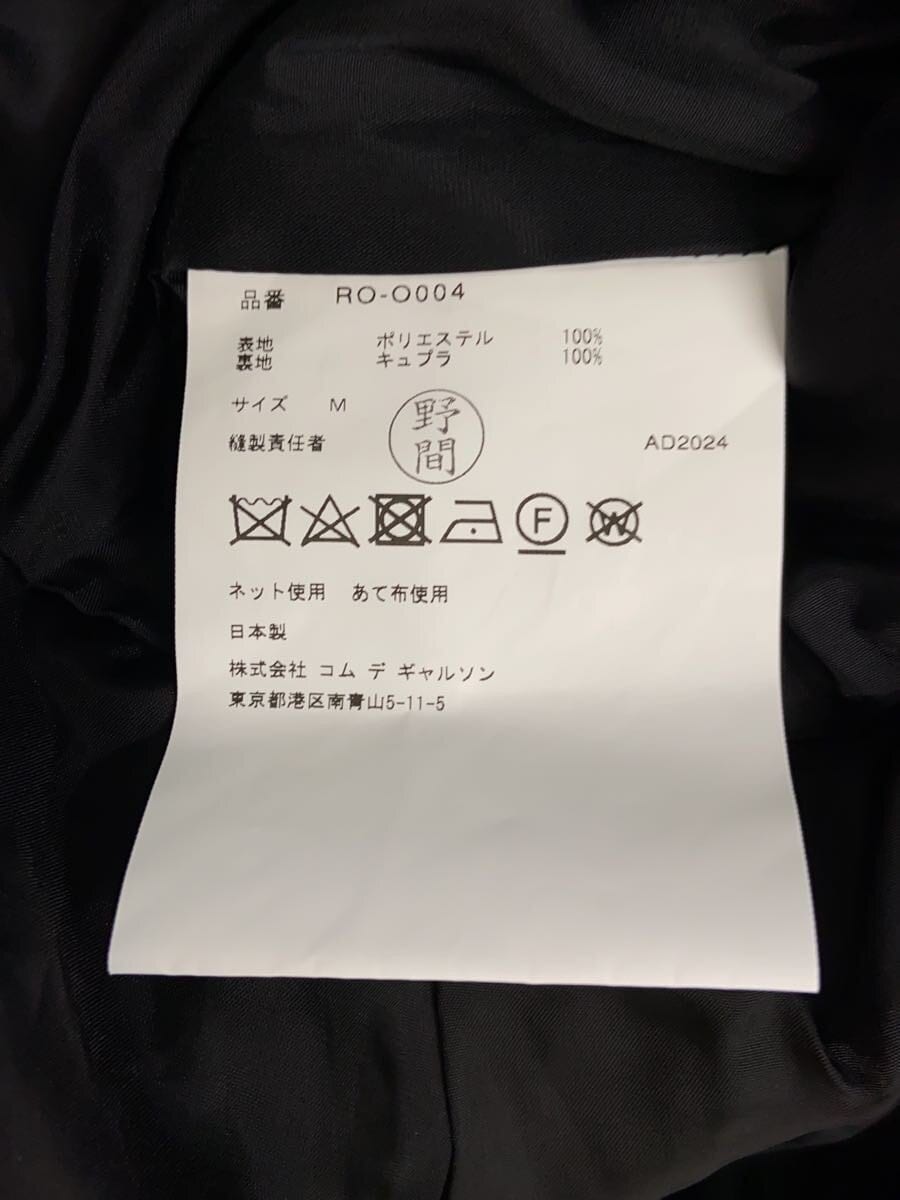 品番 RO-O004
表地 ポリエステル 100%
裏地 キュプラ 100%
サイズ M
野間
縫製責任者 AD2024
F W
ネット使用 あて布使用
日本製
株式会社 コム デ ギャルソン
東京都港区南青山5-11-5